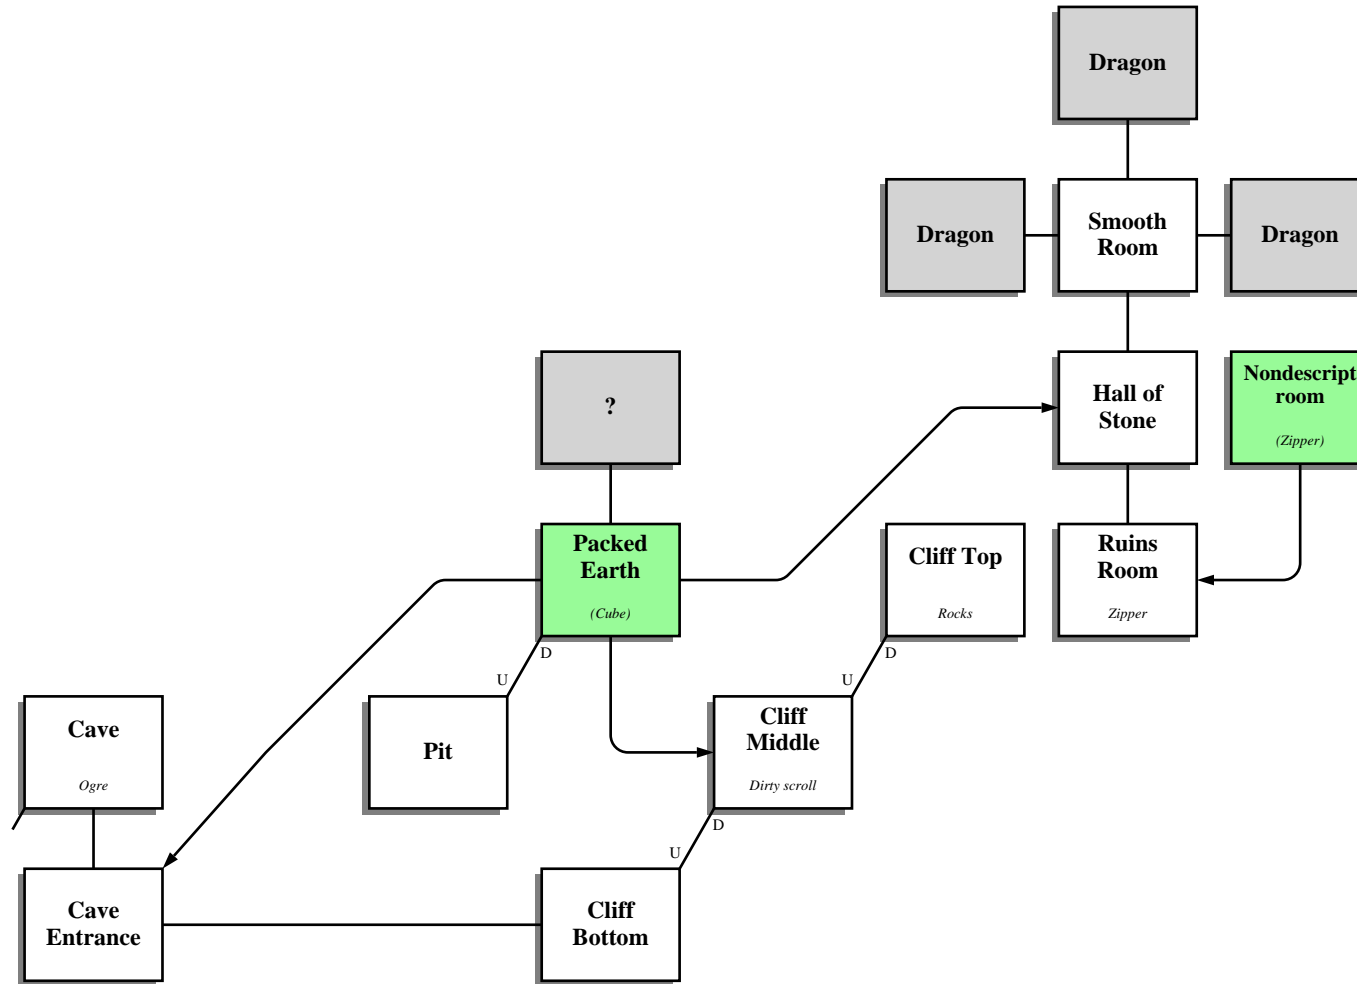 Dragon
Dragon
Smooth
Room
Dragon
?
Hall of
Stone
Nondescript
room
(Zipper)
Packed
Earth
(Cube)
Cliff Top
Rocks
Ruins
Room
Zipper
D
U
U
D
Cave
Ogre
Pit
Cliff
Middle
Dirty scroll
U
D
Cave
Entrance
Cliff
Bottom